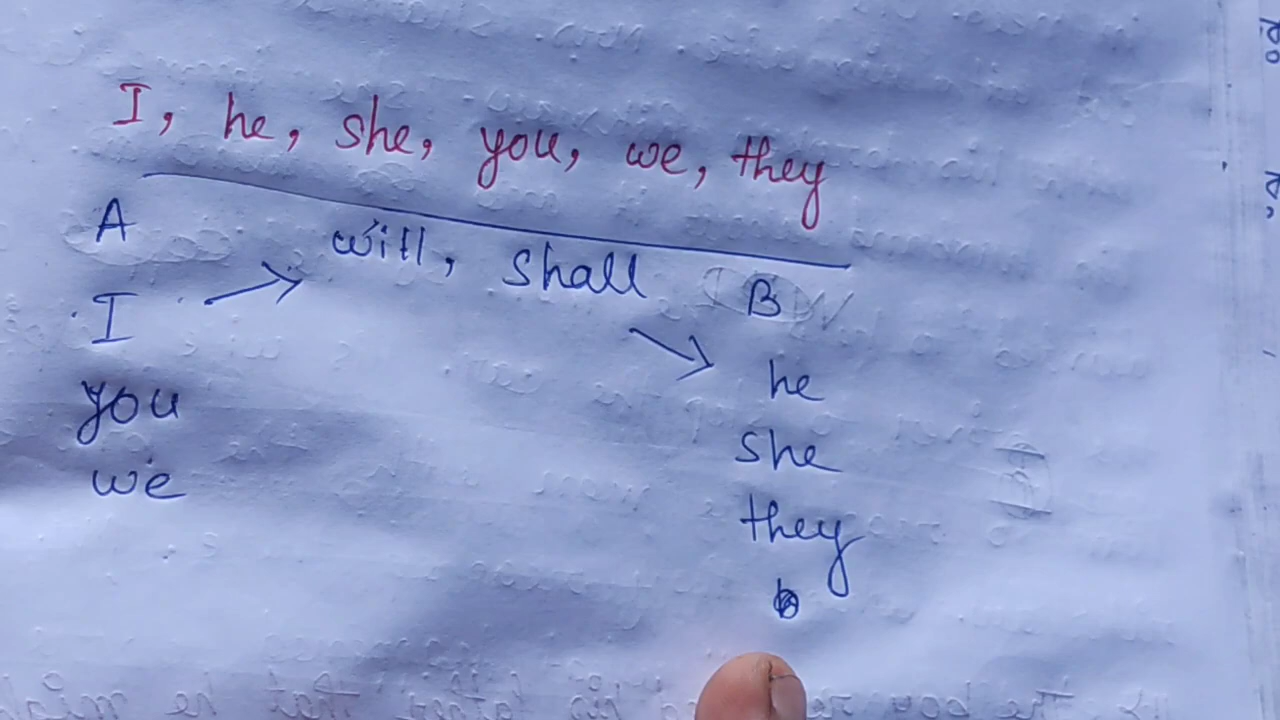 I, he, she, you, we, they
A will, shall B
I he
you she
we they